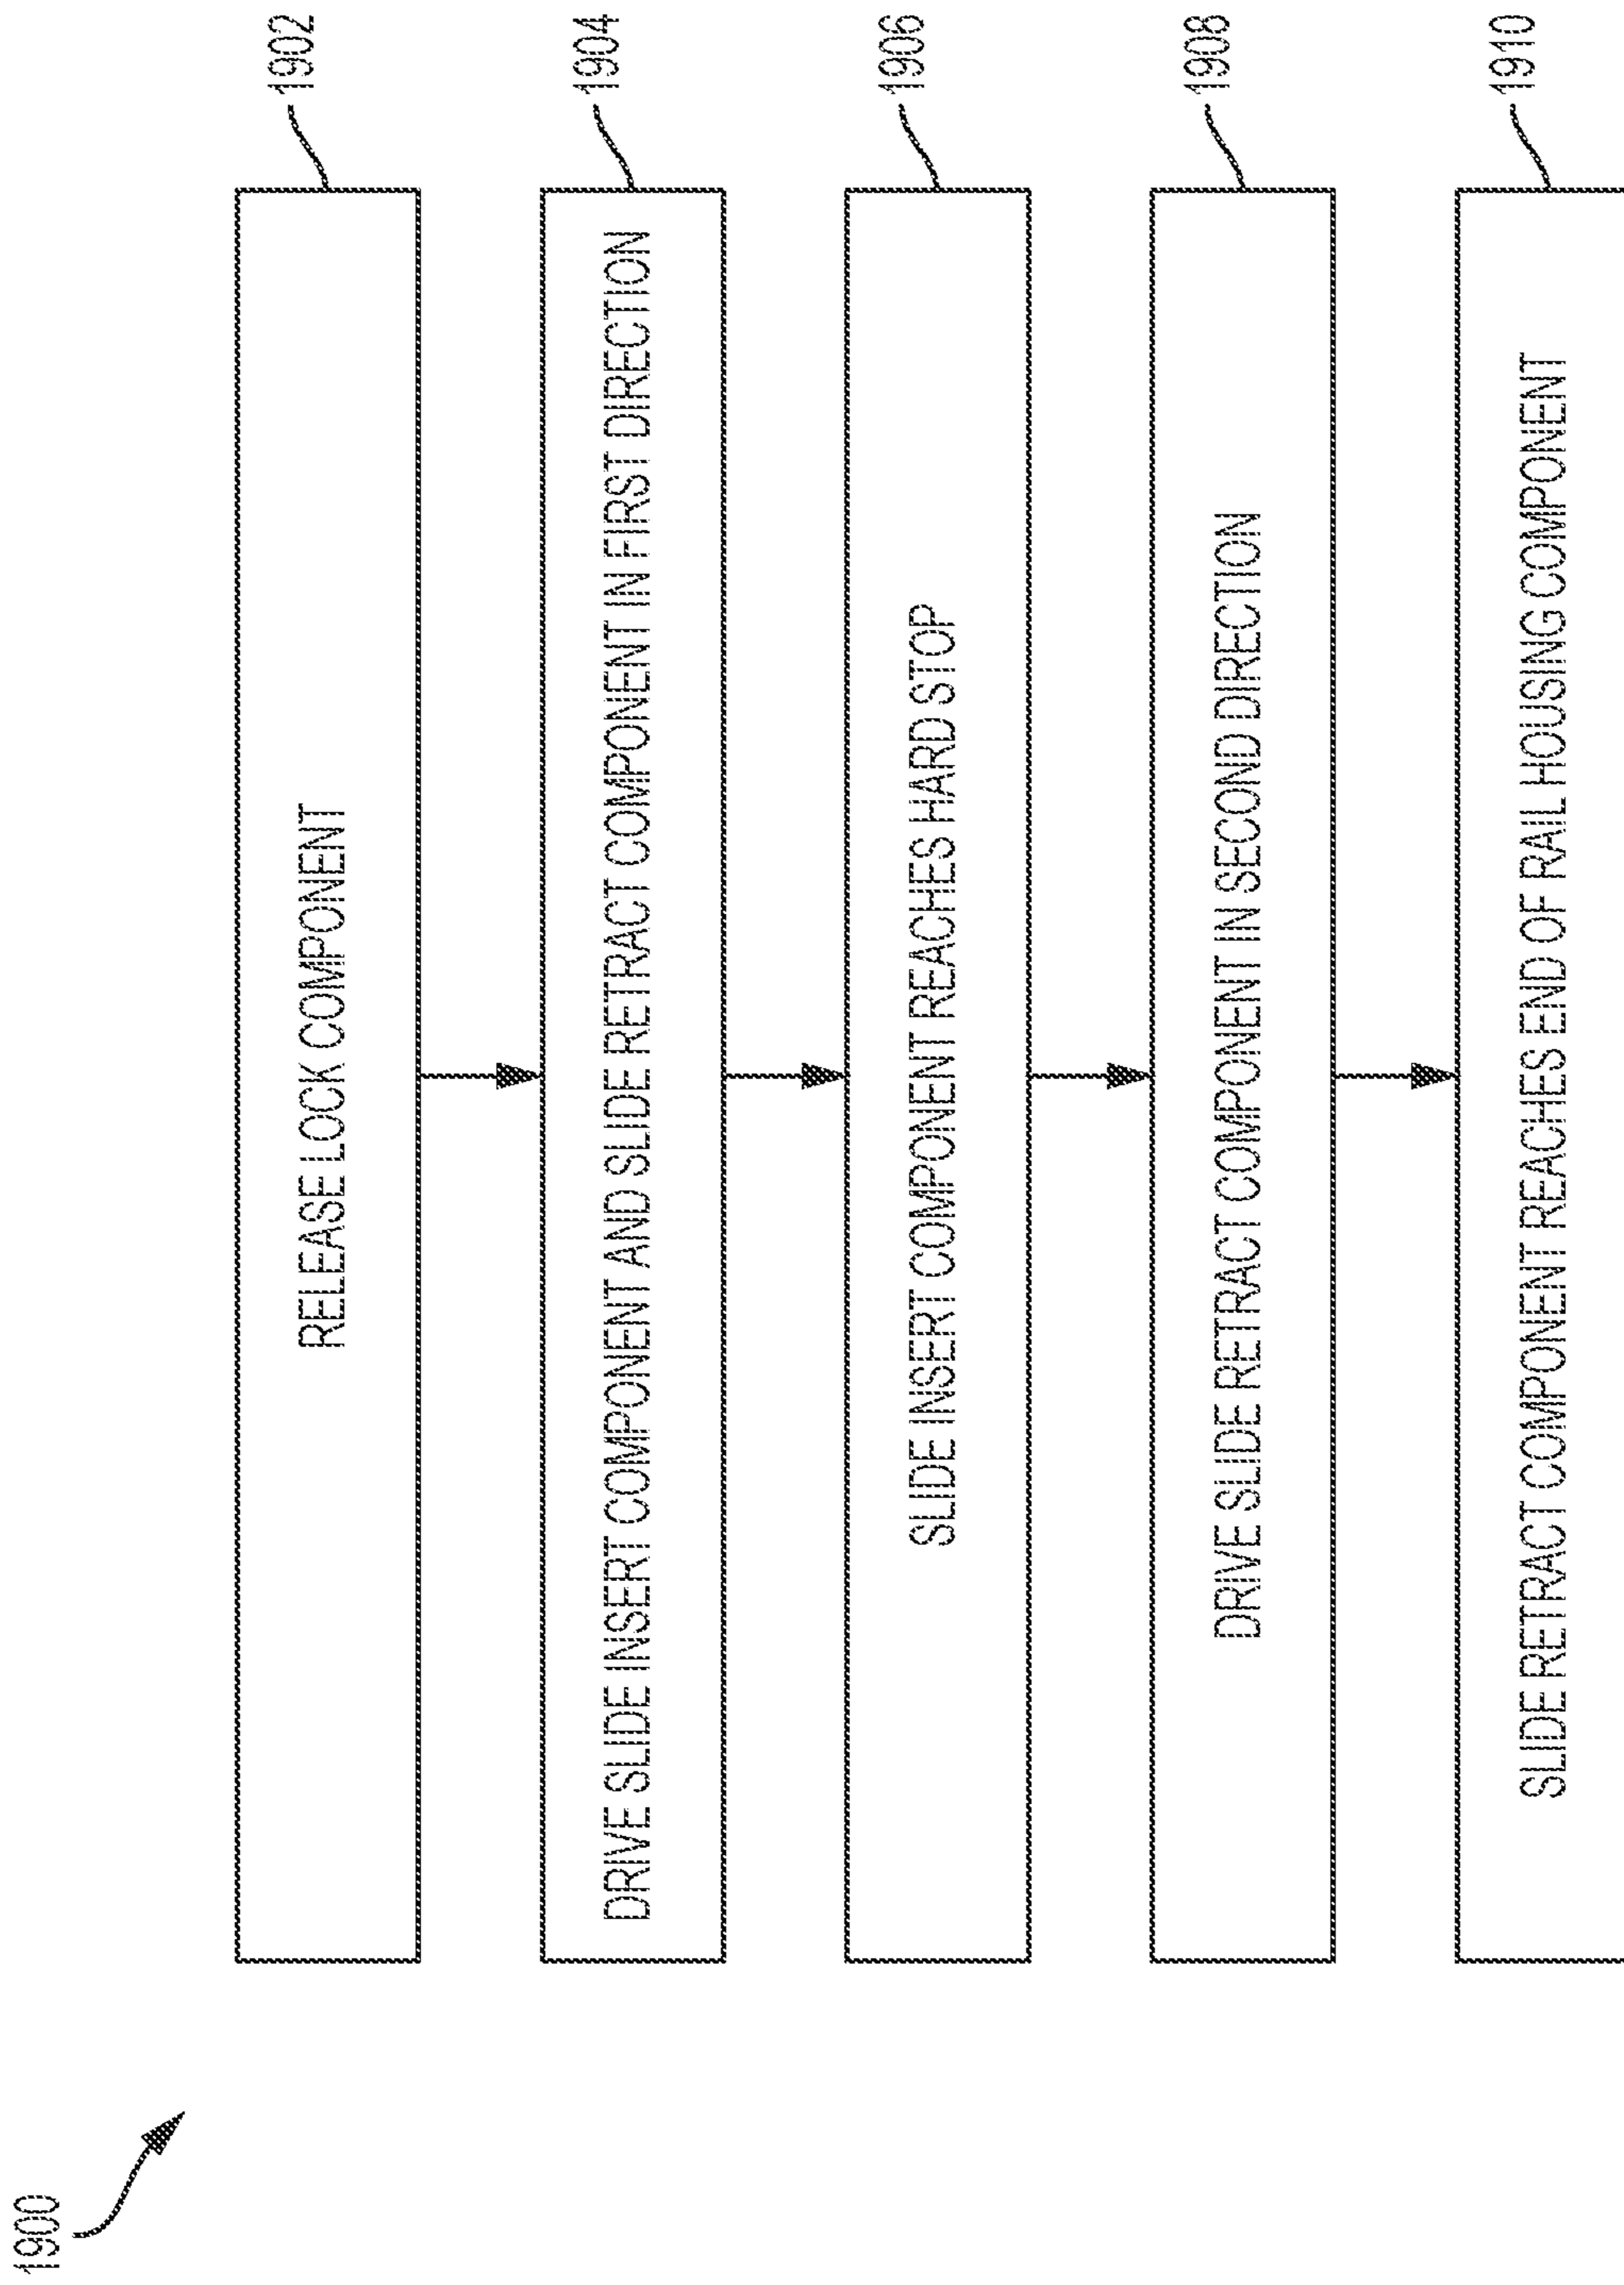 1900
RELEASE LOCK COMPONENT
1902
DRIVE SLIDE INSERT COMPONENT AND SLIDE RETRACT COMPONENT IN FIRST DIRECTION
1904
SLIDE INSERT COMPONENT REACHES HARD STOP
1906
DRIVE SLIDE RETRACT COMPONENT IN SECOND DIRECTION
1908
SLIDE RETRACT COMPONENT REACHES END OF RAIL HOUSING COMPONENT
1910